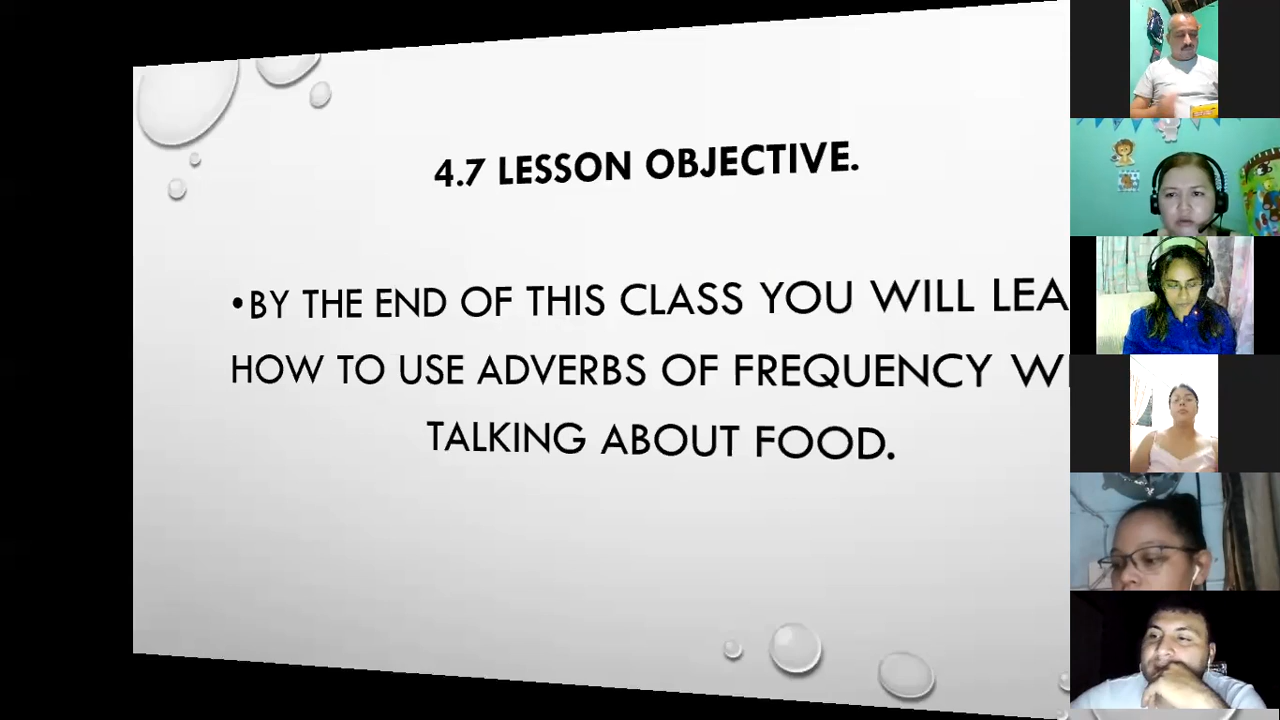 4.7 LESSON OBJECTIVE.
•BY THE END OF THIS CLASS YOU WILL
HOW TO USE ADVERBS OF FREQUENCY
TALKING ABOUT FOOD.